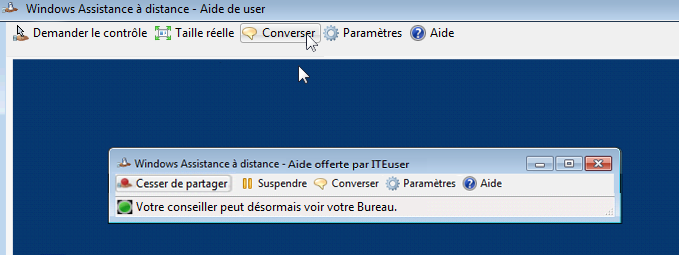 Windows Assistance à distance - Aide de user
Demander le contrôle Taille réelle Converser Paramètres Aide
Windows Assistance à distance - Aide offerte par ITEuser
Cesser de partager Suspendre Converser Paramètres Aide
Votre conseiller peut désormais voir votre Bureau.